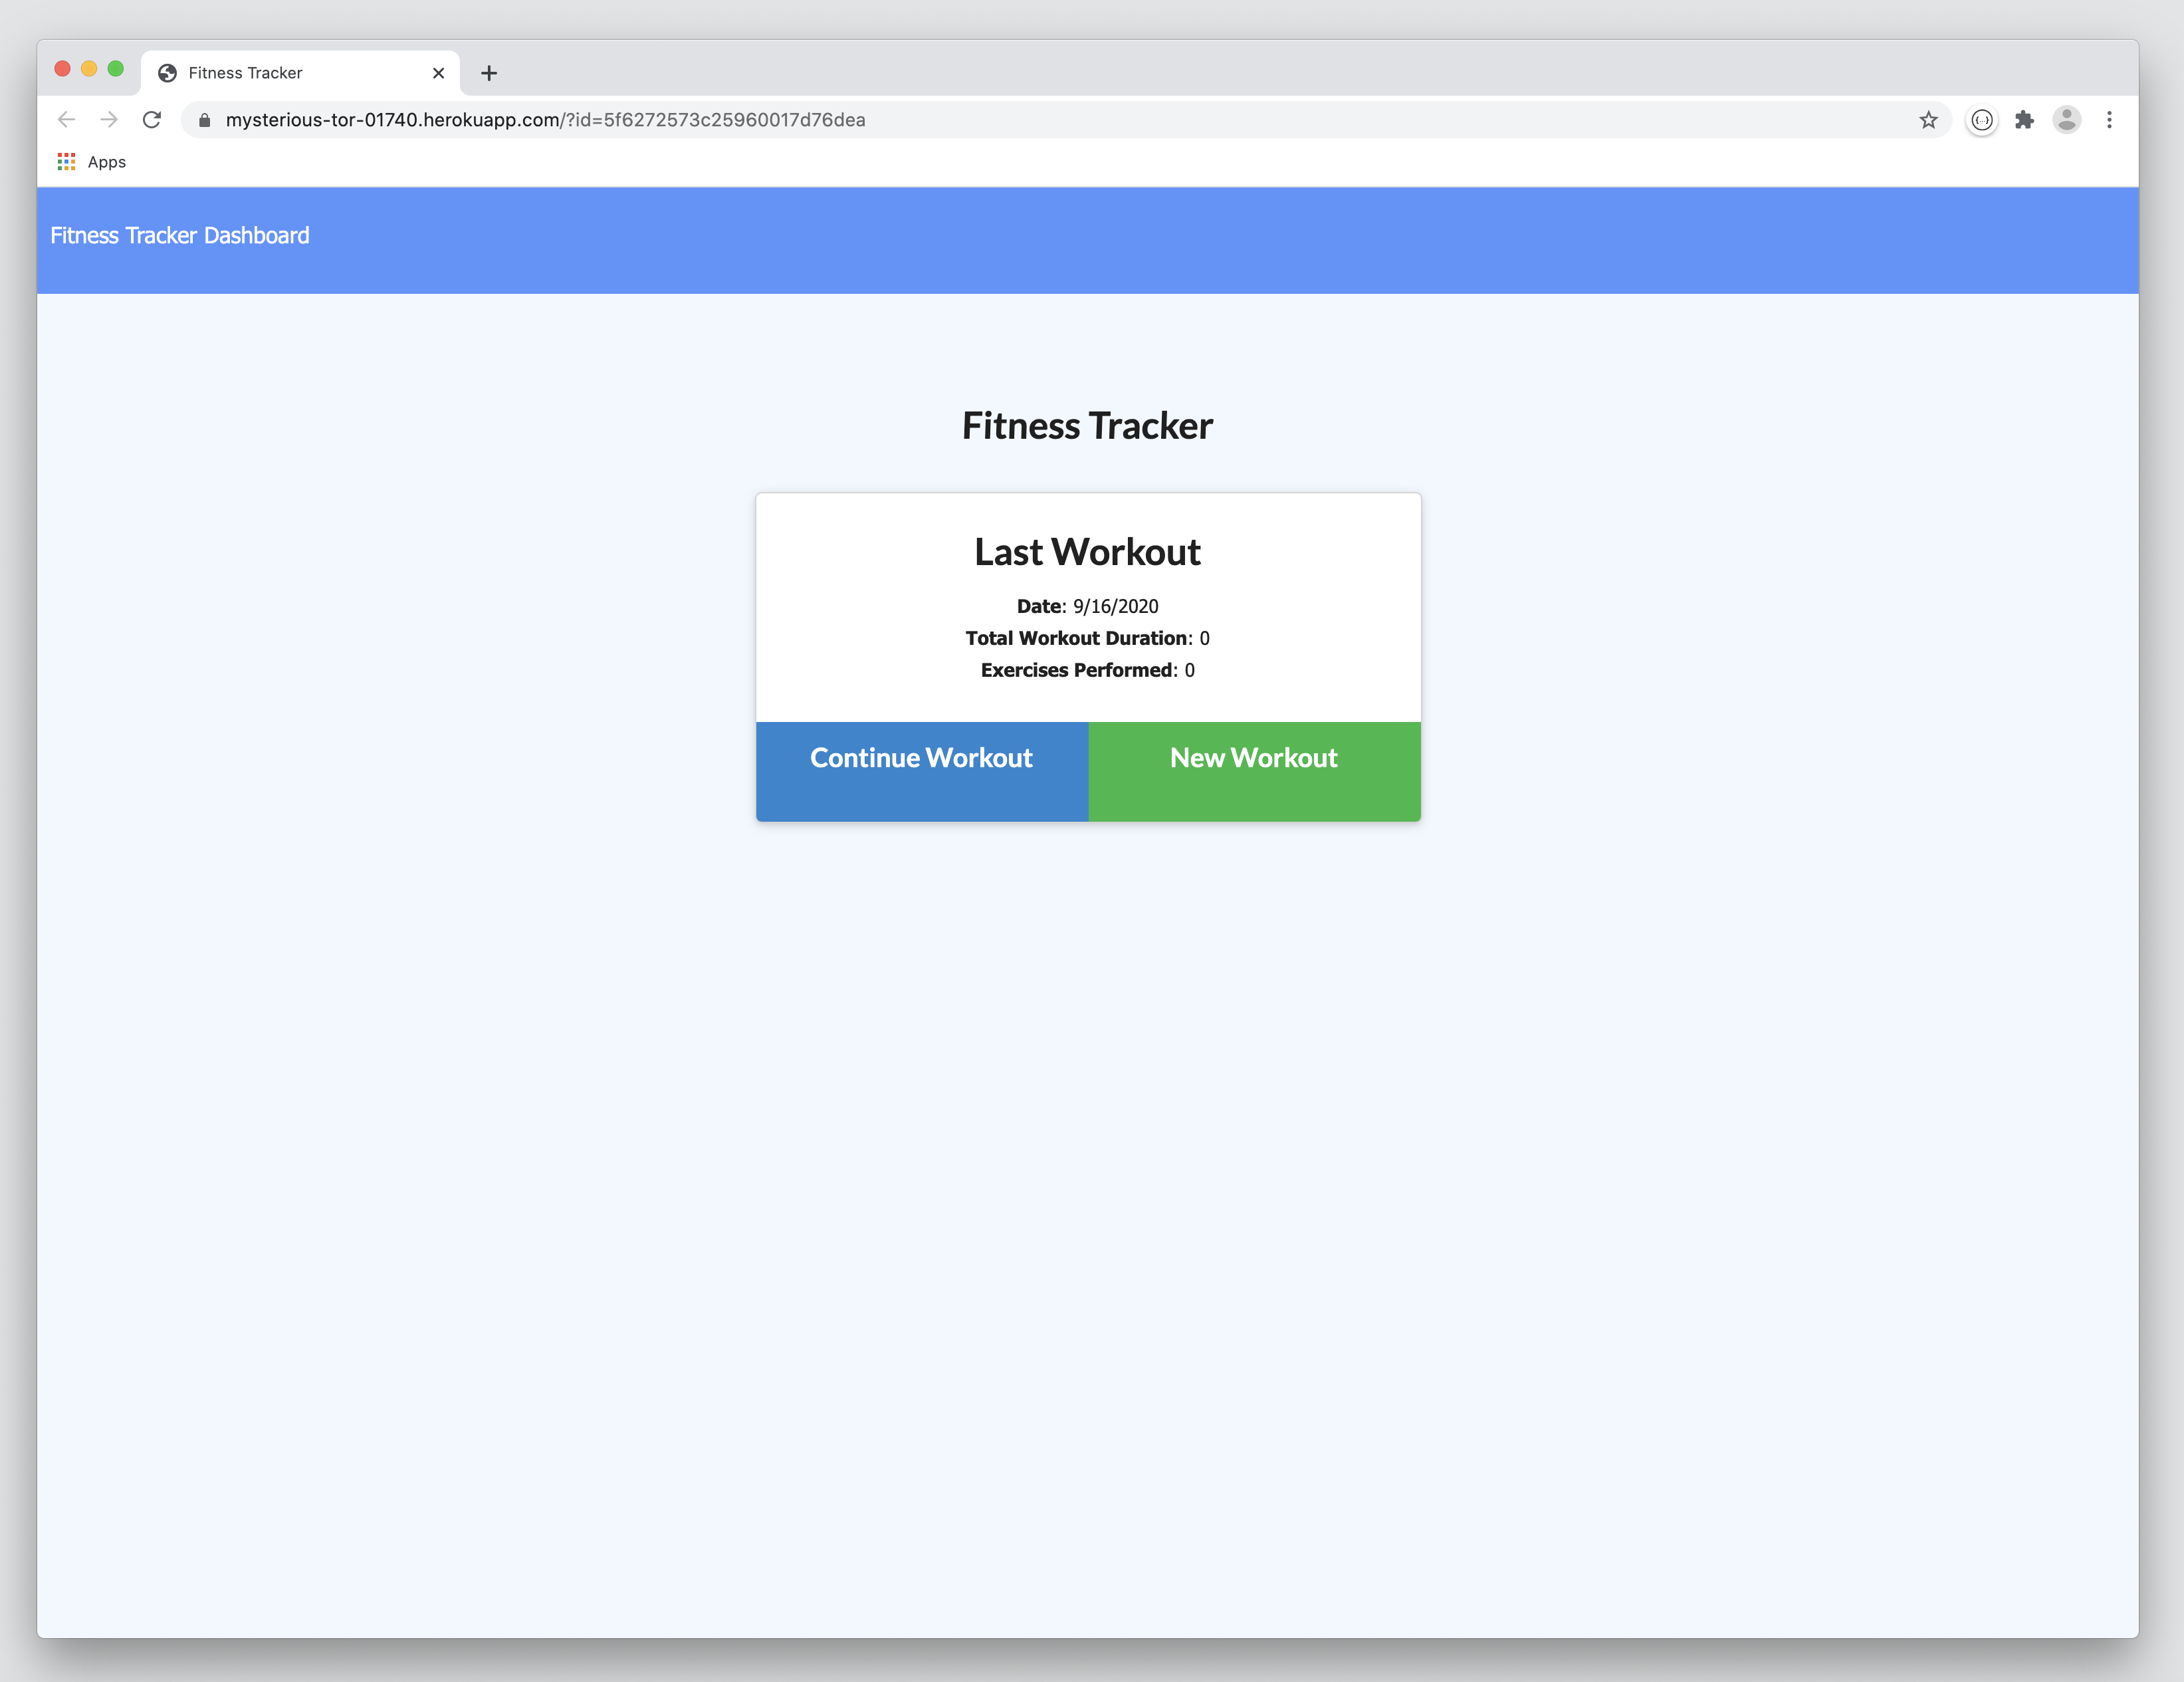 Fitness Tracker
mysterious-tor-01740.herokuapp.com/?id=5f6272573c25960017d76dea
Apps
Fitness Tracker Dashboard
Fitness Tracker
Last Workout
Date: 9/16/2020
Total Workout Duration: 0
Exercises Performed: 0
Continue Workout
New Workout